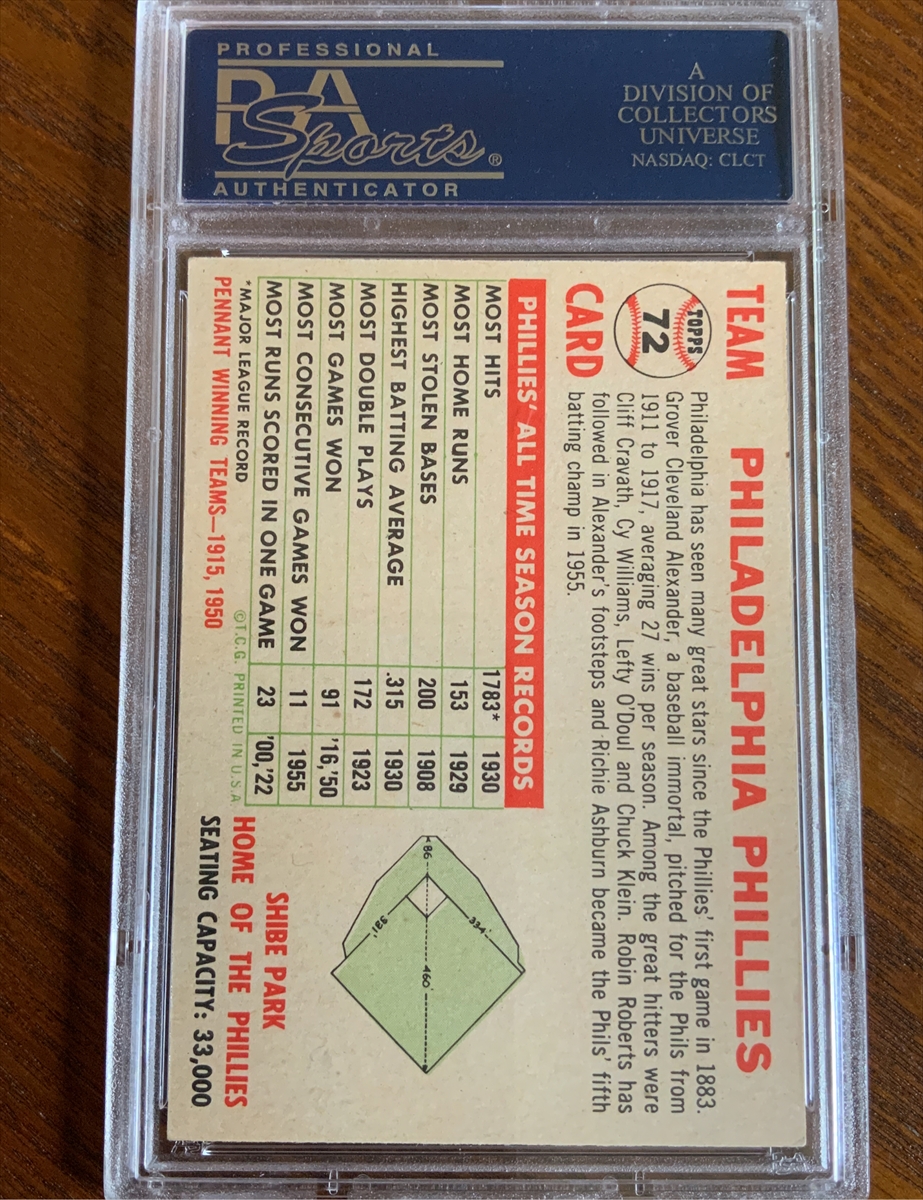 PROFESSIONAL
PSA
Sports®
AUTHENTICATOR
A
DIVISION OF
COLLECTORS
UNIVERSE
NASDAQ: CLCT
TEAM
TOPPS
72
CARD
PHILADELPHIA PHILLIES
Philadelphia has seen many great stars since the Phillies' first game in 1883.
Grover Cleveland Alexander, a baseball immortal, pitched for the Phils from
1911 to 1917, averaging 27 wins per season. Among the great hitters were
Cliff Cravath, Cy Williams, Lefty O'Doul and Chuck Klein. Robin Roberts has
followed in Alexander's footsteps and Richie Ashburn became the Phils' fifth
batting champ in 1955.
PHILLIES' ALL TIME SEASON RECORDS
MOST HITS 1783* 1930
MOST HOME RUNS 153 1929
MOST STOLEN BASES 200 1908
HIGHEST BATTING AVERAGE .315 1930
MOST DOUBLE PLAYS 172 1923
MOST GAMES WON 91 '16,'50
MOST CONSECUTIVE GAMES WON 11 1955
MOST RUNS SCORED IN ONE GAME 23 '00,'22
*MAJOR LEAGUE RECORD
©T.C.G. PRINTED IN U.S.A.
PENNANT WINNING TEAMS—1915, 1950
86
334'
460'
SHIBE PARK
HOME OF THE PHILLIES
SEATING CAPACITY: 33,000